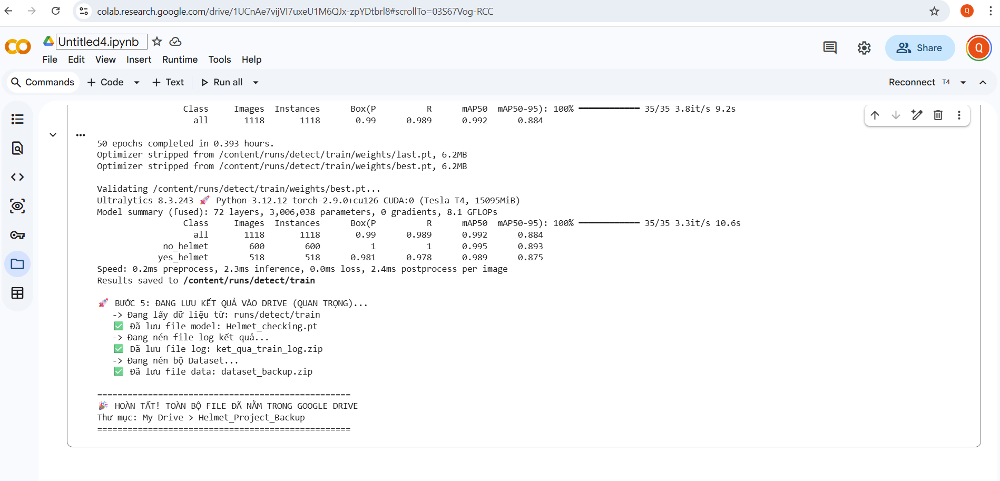 colab.research.google.com/drive/1UCnAe7vijVl7uxeU1M6QJx-zpYDtbrl8#scrollTo=03S67Vog-RCC
Q
Untitled4.ipynb
File Edit View Insert Runtime Tools Help
Share
Q
Commands + Code + Text Run all
Reconnect T4
Class Images Instances Box(P R mAP50 mAP50-95): 100% ━━━━━━━━━━━━ 35/35 3.8it/s 9.2s
all 1118 1118 0.99 0.989 0.992 0.884
50 epochs completed in 0.393 hours.
Optimizer stripped from /content/runs/detect/train/weights/last.pt, 6.2MB
Optimizer stripped from /content/runs/detect/train/weights/best.pt, 6.2MB
Validating /content/runs/detect/train/weights/best.pt...
Ultralytics 8.3.243 🚀 Python-3.12.12 torch-2.9.0+cu126 CUDA:0 (Tesla T4, 15095MiB)
Model summary (fused): 72 layers, 3,006,038 parameters, 0 gradients, 8.1 GFLOPs
Class Images Instances Box(P R mAP50 mAP50-95): 100% ━━━━━━━━━━━━ 35/35 3.3it/s 10.6s
all 1118 1118 0.99 0.989 0.992 0.884
no_helmet 600 600 1 1 0.995 0.893
yes_helmet 518 518 0.981 0.978 0.989 0.875
Speed: 0.2ms preprocess, 2.3ms inference, 0.0ms loss, 2.4ms postprocess per image
Results saved to /content/runs/detect/train
🚀 BƯỚC 5: ĐANG LƯU KẾT QUẢ VÀO DRIVE (QUAN TRỌNG)...
-> Đang lấy dữ liệu từ: runs/detect/train
✅ Đã lưu file model: Helmet_checking.pt
-> Đang nén file log kết quả...
✅ Đã lưu file log: ket_qua_train_log.zip
-> Đang nén bộ Dataset...
✅ Đã lưu file data: dataset_backup.zip
==================================================
🎉 HOÀN TẤT! TOÀN BỘ FILE ĐÃ NẰM TRONG GOOGLE DRIVE
Thư mục: My Drive > Helmet_Project_Backup
==================================================